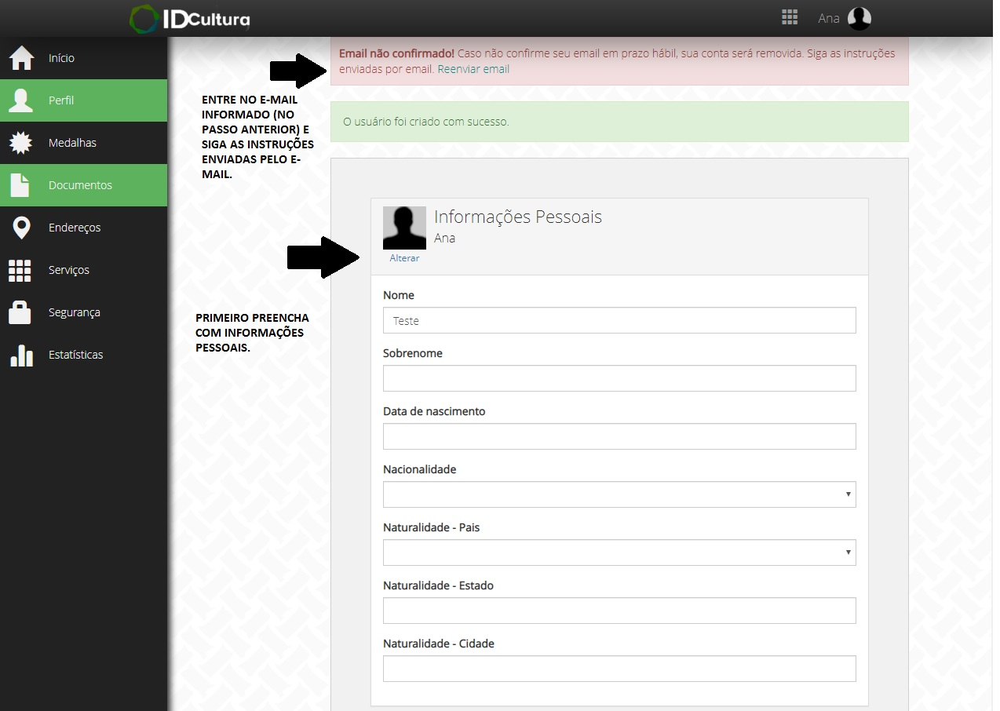 IDCultura
Ana
Início
Perfil
Medalhas
Documentos
Endereços
Serviços
Segurança
Estatísticas
Email não confirmado! Caso não confirme seu email em prazo hábil, sua conta será removida. Siga as instruções
enviadas por email. Reenviar email
ENTRE NO E-MAIL
INFORMADO (NO
PASSO ANTERIOR) E
SIGA AS INSTRUÇÕES
ENVIADAS PELO E-
MAIL.
O usuário foi criado com sucesso.
Informações Pessoais
Ana
Alterar
PRIMEIRO PREENCHA
COM INFORMAÇÕES
PESSOAIS.
Nome
Teste
Sobrenome
Data de nascimento
Nacionalidade
Naturalidade - Pais
Naturalidade - Estado
Naturalidade - Cidade